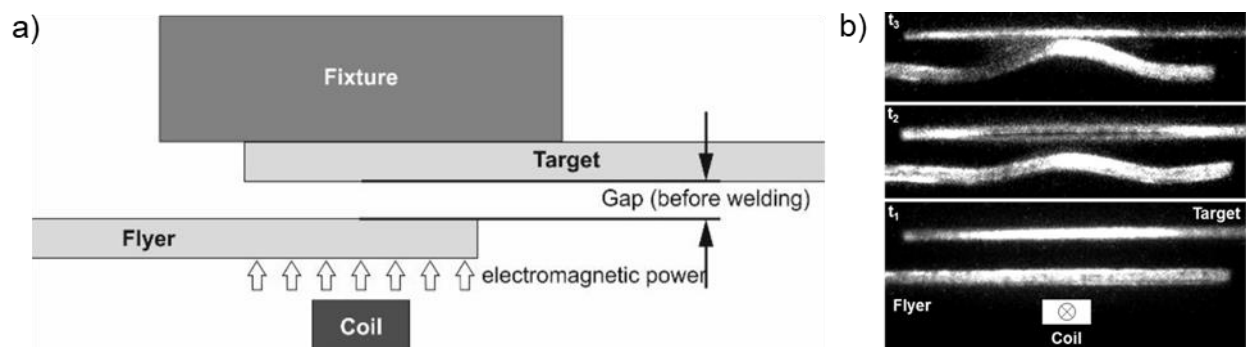 a)
Fixture
Target
Gap (before welding)
Flyer
electromagnetic power
Coil
b)
t3
t2
t1
Target
Flyer
Coil